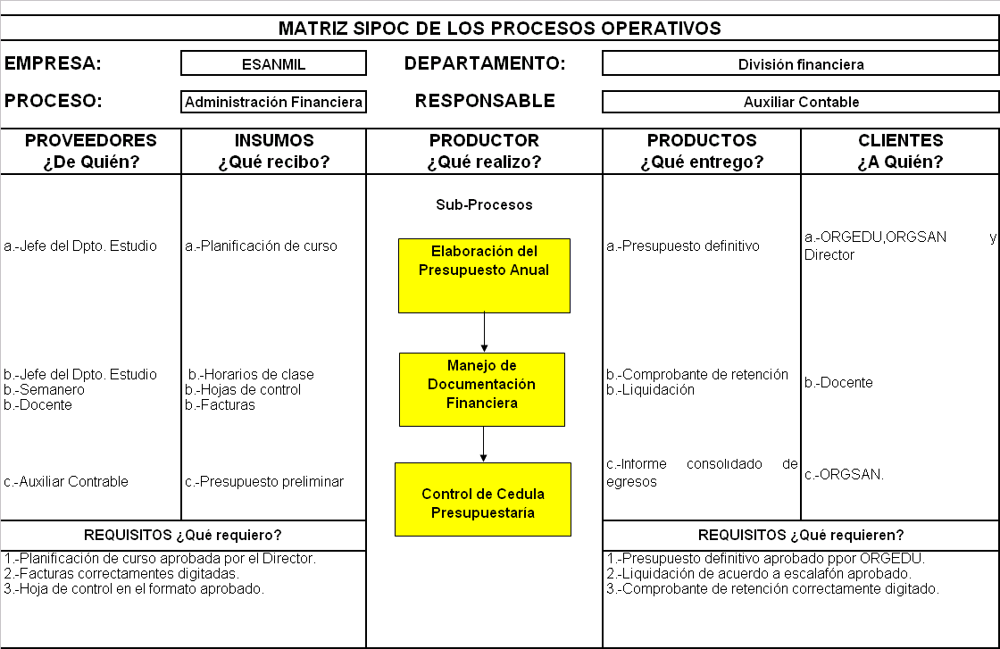 MATRIZ SIPOC DE LOS PROCESOS OPERATIVOS
EMPRESA:
ESANMIL
DEPARTAMENTO:
División financiera
PROCESO:
Administración Financiera
RESPONSABLE
Auxiliar Contable
PROVEEDORES
¿De Quién?
INSUMOS
¿Qué recibo?
PRODUCTOR
¿Qué realizo?
PRODUCTOS
¿Qué entrego?
CLIENTES
¿A Quién?
a.-Jefe del Dpto. Estudio
b.-Jefe del Dpto. Estudio
b.-Semanero
b.-Docente
c.-Auxiliar Contrable
a.-Planificación de curso
b.-Horarios de clase
b.-Hojas de control
b.-Facturas
c.-Presupuesto preliminar
Sub-Procesos
Elaboración del
Presupuesto Anual
Manejo de
Documentación
Financiera
Control de Cedula
Presupuestaría
a.-Presupuesto definitivo
b.-Comprobante de retención
b.-Liquidación
c.-Informe consolidado de
egresos
a.-ORGEDU,ORGSAN y
Director
b.-Docente
c.-ORGSAN.
REQUISITOS ¿Qué requiero?
1.-Planificación de curso aprobada por el Director.
2.-Facturas correctamentes digitadas.
3.-Hoja de control en el formato aprobado.
REQUISITOS ¿Qué requieren?
1.-Presupuesto definitivo aprobado ppor ORGEDU.
2.-Liquidación de acuerdo a escalafón aprobado.
3.-Comprobante de retención correctamente digitado.